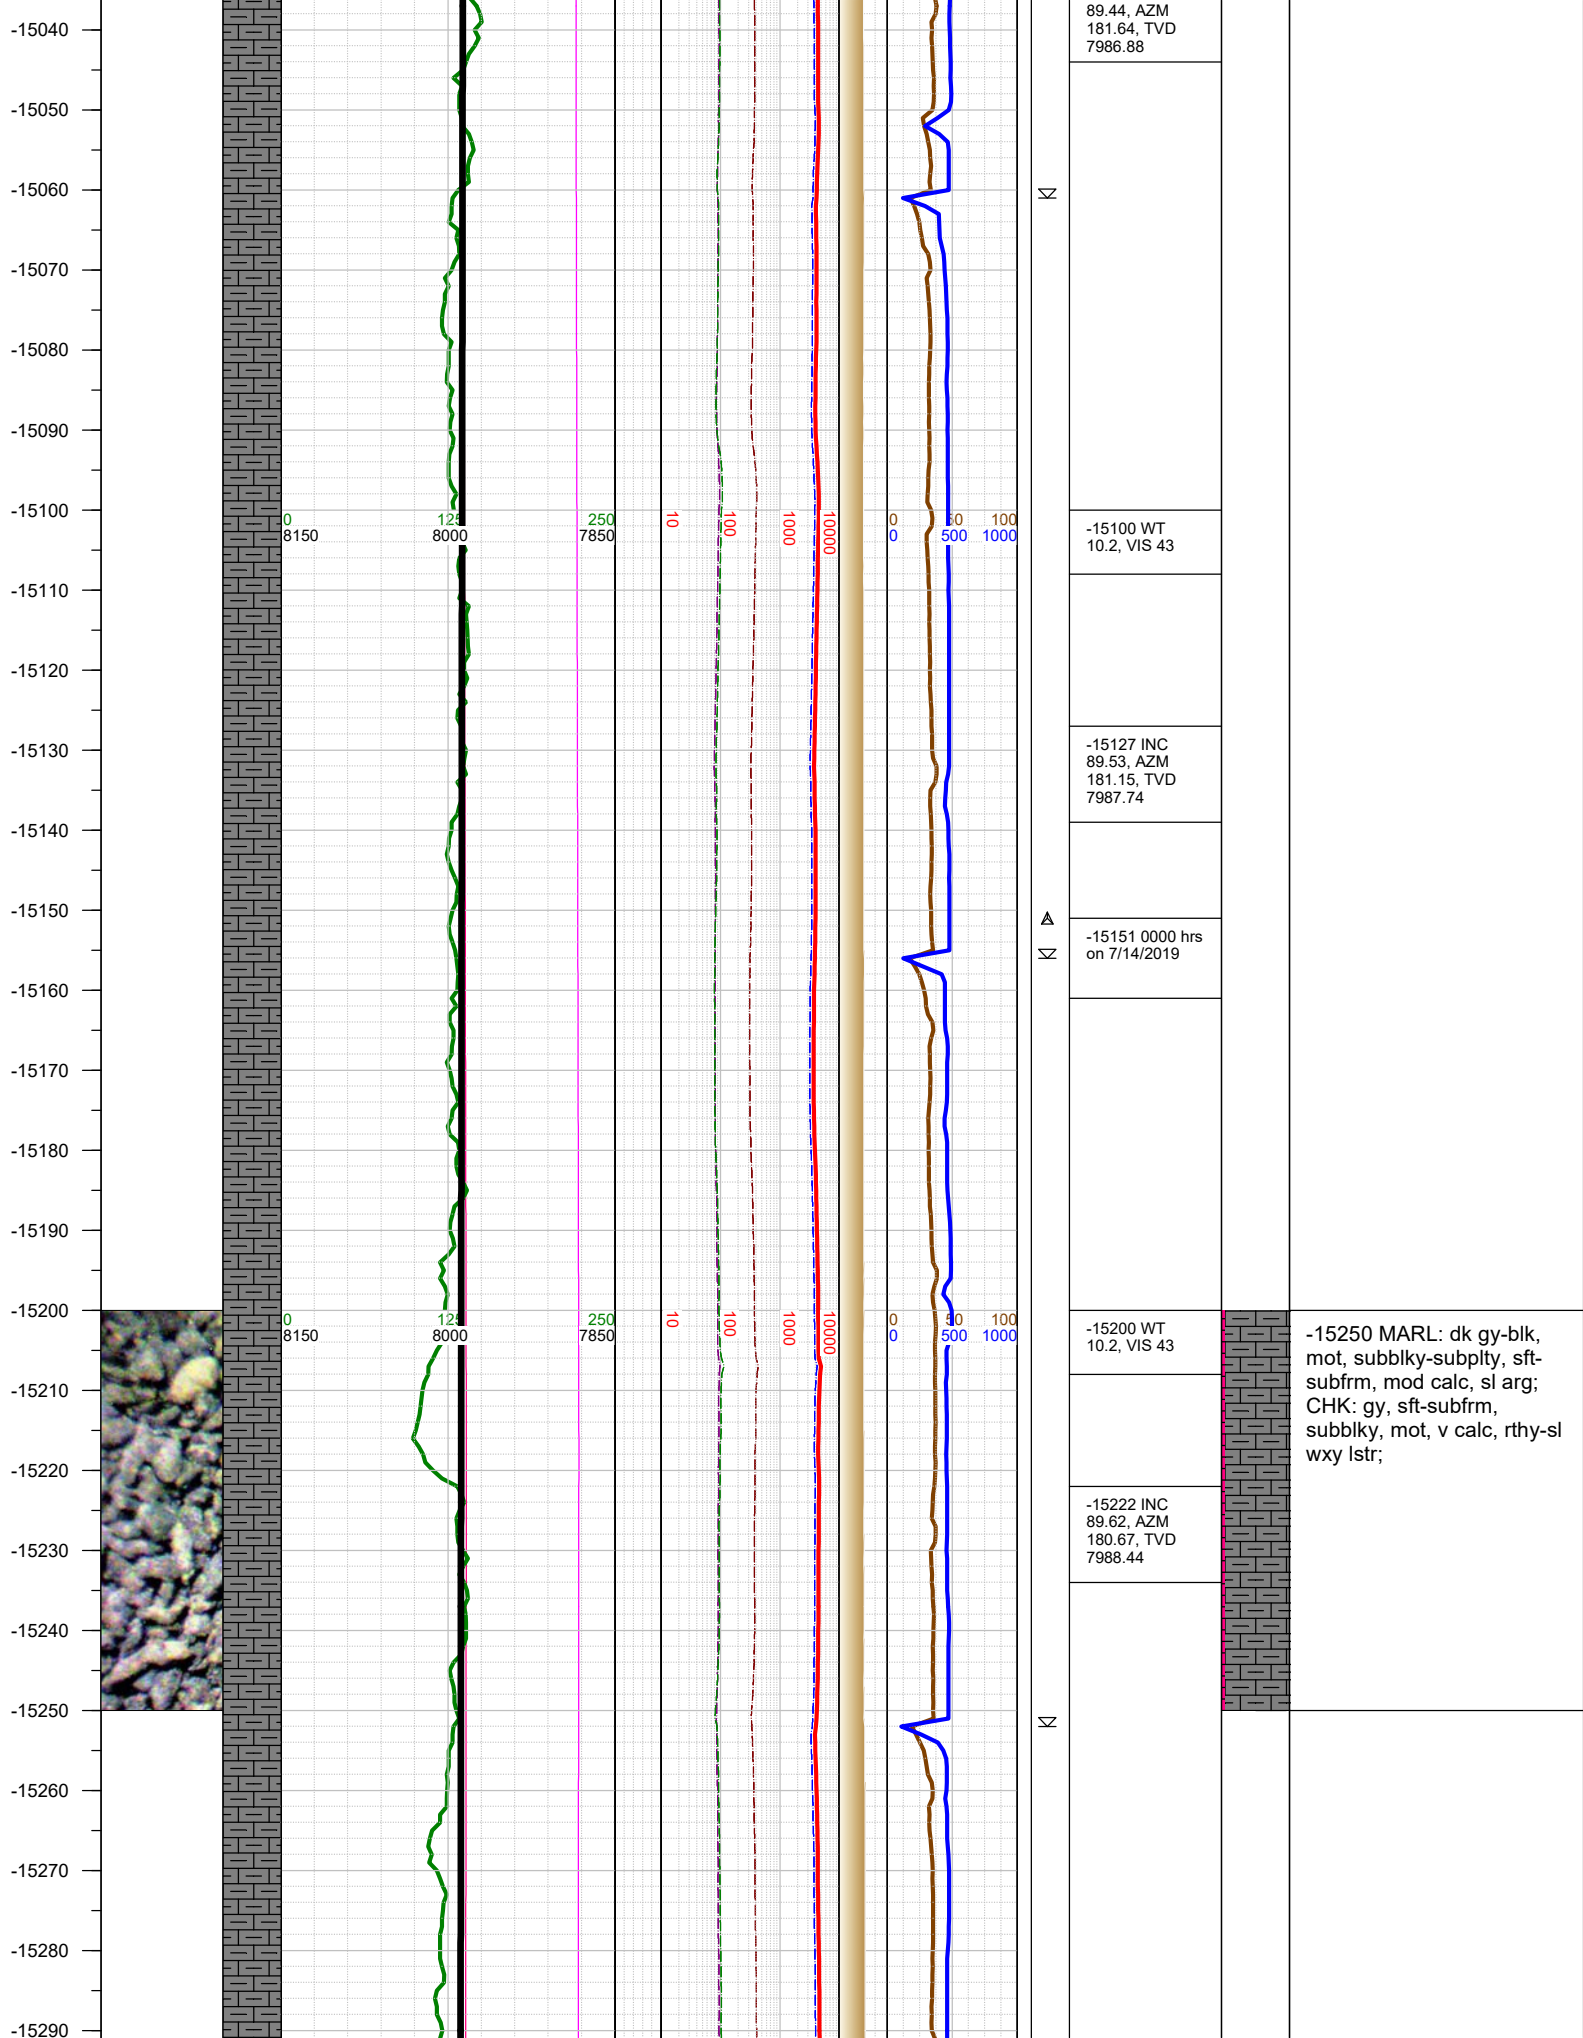 89.44, AZM
181.64, TVD
7986.88
-15040
-15050
-15060
-15070
-15080
-15090
-15100
0 125 250
8150 8000 7850
10 100 1000 10000
0 50 100
0 500 1000
-15100 WT
10.2, VIS 43
-15110
-15120
-15127 INC
89.53, AZM
181.15, TVD
7987.74
-15130
-15140
-15150
-15151 0000 hrs
on 7/14/2019
-15160
-15170
-15180
-15190
-15200
0 125 250
8150 8000 7850
10 100 1000 10000
0 50 100
0 500 1000
-15200 WT
10.2, VIS 43
-15250 MARL: dk gy-blk,
mot, subblky-subplty, sft-
subfrm, mod calc, sl arg;
CHK: gy, sft-subfrm,
subblky, mot, v calc, rthy-sl
wxy lstr;
-15210
-15220
-15222 INC
89.62, AZM
180.67, TVD
7988.44
-15230
-15240
-15250
-15260
-15270
-15280
-15290